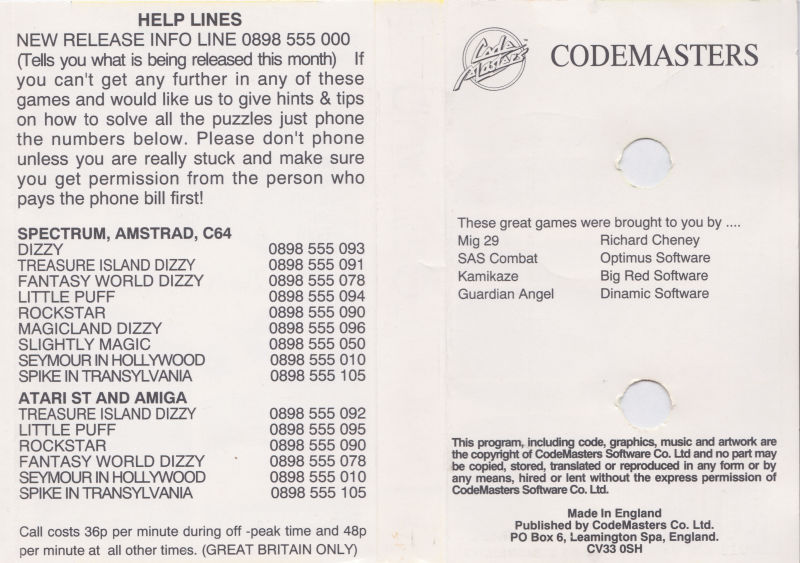 HELP LINES
NEW RELEASE INFO LINE 0898 555 000
(Tells you what is being released this month) If
you can't get any further in any of these
games and would like us to give hints & tips
on how to solve all the puzzles just phone
the numbers below. Please don't phone
unless you are really stuck and make sure
you get permission from the person who
pays the phone bill first!
SPECTRUM, AMSTRAD, C64
DIZZY 0898 555 093
TREASURE ISLAND DIZZY 0898 555 091
FANTASY WORLD DIZZY 0898 555 078
LITTLE PUFF 0898 555 094
ROCKSTAR 0898 555 090
MAGICLAND DIZZY 0898 555 096
SLIGHTLY MAGIC 0898 555 050
SEYMOUR IN HOLLYWOOD 0898 555 010
SPIKE IN TRANSYLVANIA 0898 555 105
ATARI ST AND AMIGA
TREASURE ISLAND DIZZY 0898 555 092
LITTLE PUFF 0898 555 095
ROCKSTAR 0898 555 090
FANTASY WORLD DIZZY 0898 555 078
SEYMOUR IN HOLLYWOOD 0898 555 010
SPIKE IN TRANSYLVANIA 0898 555 105
Call costs 36p per minute during off -peak time and 48p
per minute at all other times. (GREAT BRITAIN ONLY)
Code
Masters
TM
CODEMASTERS
These great games were brought to you by ....
Mig 29 Richard Cheney
SAS Combat Optimus Software
Kamikaze Big Red Software
Guardian Angel Dinamic Software
This program, including code, graphics, music and artwork are
the copyright of CodeMasters Software Co. Ltd and no part may
be copied, stored, translated or reproduced in any form or by
any means, hired or lent without the express permission of
CodeMasters Software Co. Ltd.
Made In England
Published by CodeMasters Co. Ltd.
PO Box 6, Leamington Spa, England.
CV33 0SH